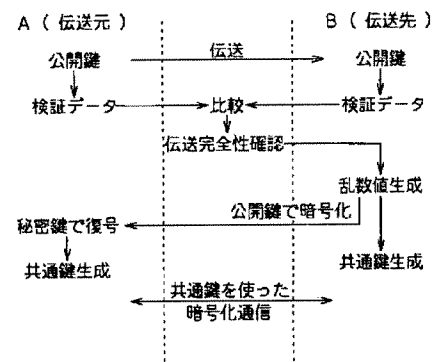 A ( 伝送元 )
B ( 伝送先 )
伝送
公開鍵
公開鍵
検証データ
比較
検証データ
伝送完全性確認
乱数値生成
公開鍵で暗号化
秘密鍵で復号
共通鍵生成
共通鍵生成
共通鍵を使った
暗号化通信